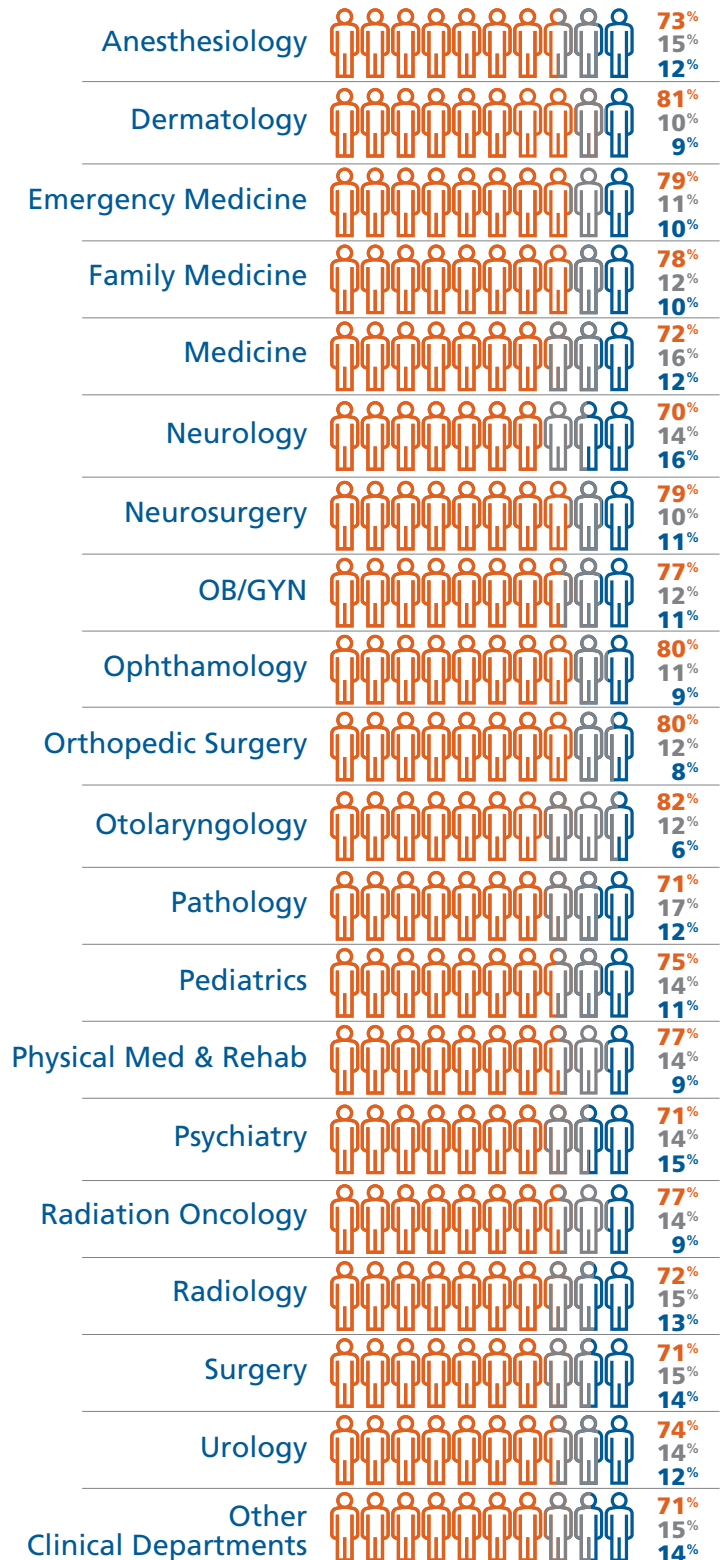 Anesthesiology
73%
15%
12%
Dermatology
81%
10%
9%
Emergency Medicine
79%
11%
10%
Family Medicine
78%
12%
10%
Medicine
72%
16%
12%
Neurology
70%
14%
16%
Neurosurgery
79%
10%
11%
OB/GYN
77%
12%
11%
Ophthamology
80%
11%
9%
Orthopedic Surgery
80%
12%
8%
Otolaryngology
82%
12%
6%
Pathology
71%
17%
12%
Pediatrics
75%
14%
11%
Physical Med & Rehab
77%
14%
9%
Psychiatry
71%
14%
15%
Radiation Oncology
77%
14%
9%
Radiology
72%
15%
13%
Surgery
71%
15%
14%
Urology
74%
14%
12%
Other
Clinical Departments
71%
15%
14%